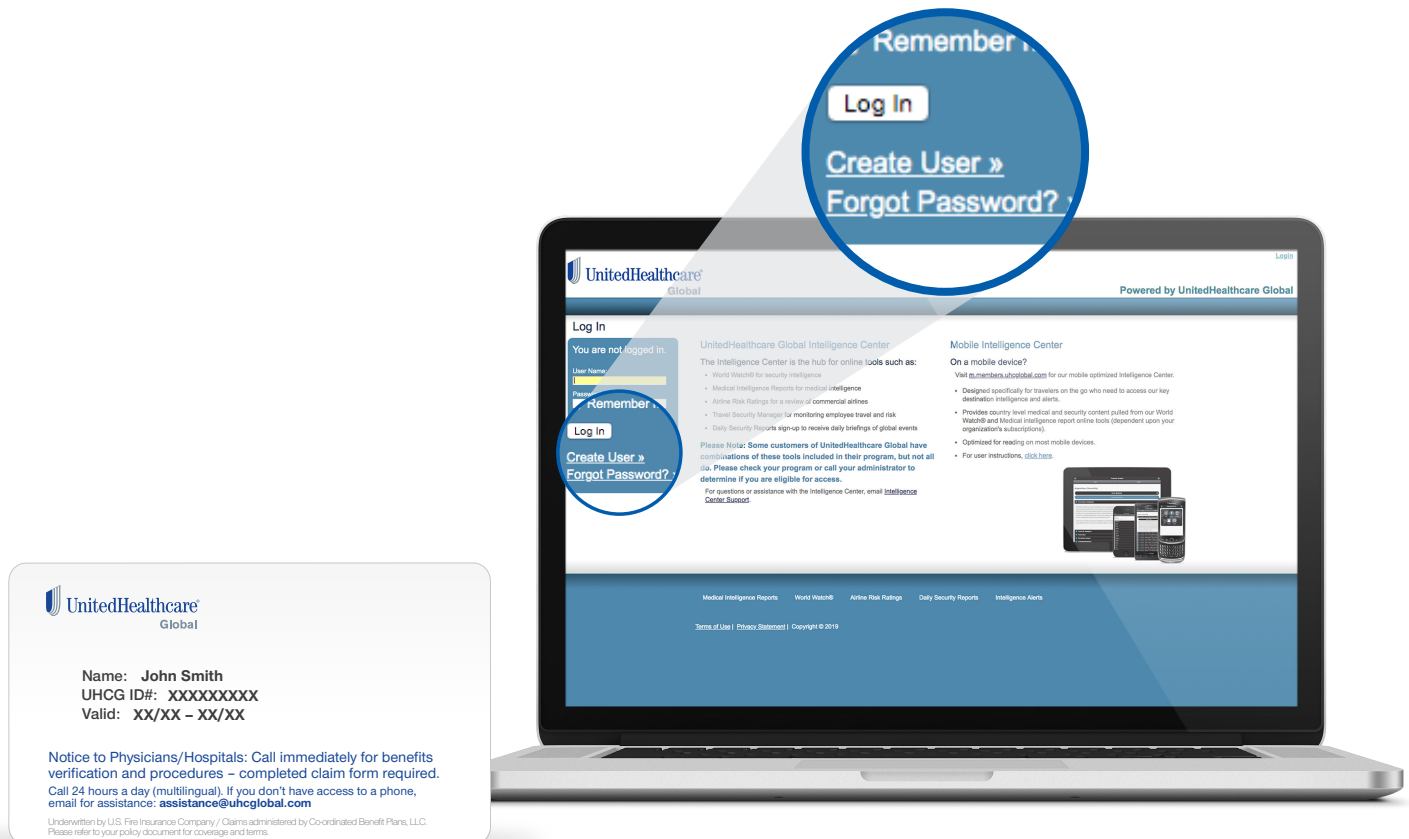 Remember
Log In
Create User »
Forgot Password?
UnitedHealthcare®
Global
Login
Powered by UnitedHealthcare Global
Log In
You are not logged in.
User Name:
Remember
Log In
Create User »
Forgot Password?
UnitedHealthcare Global Intelligence Center
The Intelligence Center is the hub for online tools such as:
• World Watch® for security intelligence
• Medical Intelligence Reports for medical intelligence
• Airline Risk Ratings for a review of commercial airlines
• Travel Security Manager for monitoring employee travel and risk
• Daily Security Reports sign-up to receive daily briefings of global events
Please Note: Some customers of UnitedHealthcare Global have
combinations of these tools included in their program, but not all
do. Please check your program or call your administrator to
determine if you are eligible for access.
For questions or assistance with the Intelligence Center, email Intelligence
Center Support.
Mobile Intelligence Center
On a mobile device?
Visit m.members.uhcglobal.com for our mobile optimized Intelligence Center.
• Designed specifically for travelers on the go who need to access our key
destination intelligence and alerts.
• Provides country level medical and security content pulled from our World
Watch® and Medical intelligence report online tools (dependent upon your
organization's subscriptions).
• Optimized for reading on most mobile devices.
• For user instructions, click here.
Medical Intelligence Reports World Watch® Airline Risk Ratings Daily Security Reports Intelligence Alerts
Terms of Use | Privacy Statement | Copyright © 2019
UnitedHealthcare®
Global
Name: John Smith
UHCG ID#: XXXXXXXXX
Valid: XX/XX – XX/XX
Notice to Physicians/Hospitals: Call immediately for benefits
verification and procedures – completed claim form required.
Call 24 hours a day (multilingual). If you don't have access to a phone,
email for assistance: assistance@uhcglobal.com
Underwritten by U.S. Fire Insurance Company / Claims administered by Co-ordinated Benefit Plans, LLC.
Please refer to your policy document for coverage and terms.